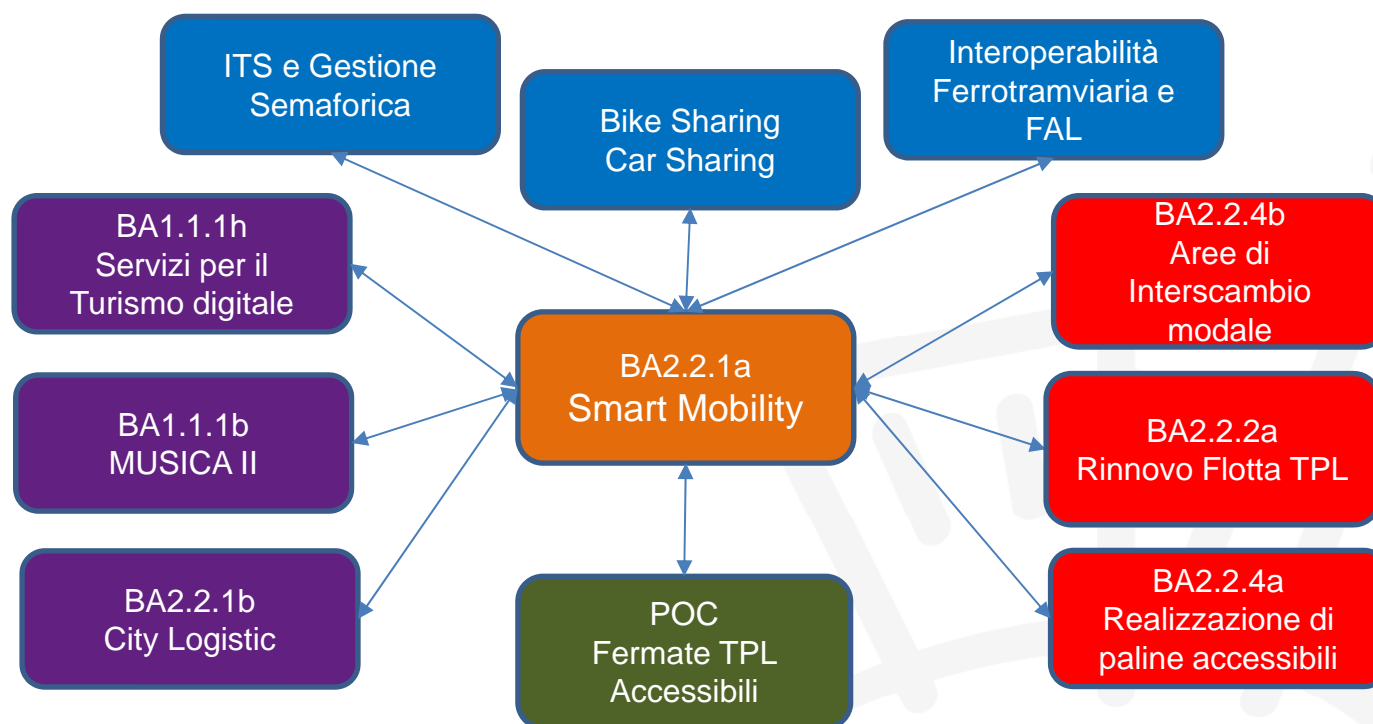 ITS e Gestione
Semaforica
Bike Sharing
Car Sharing
Interoperabilità
Ferrotramviaria e
FAL
BA1.1.1h
Servizi per il
Turismo digitale
BA1.1.1b
MUSICA II
BA2.2.1b
City Logistic
BA2.2.1a
Smart Mobility
POC
Fermate TPL
Accessibili
BA2.2.4b
Aree di
Interscambio
modale
BA2.2.2a
Rinnovo Flotta TPL
BA2.2.4a
Realizzazione di
paline accessibili